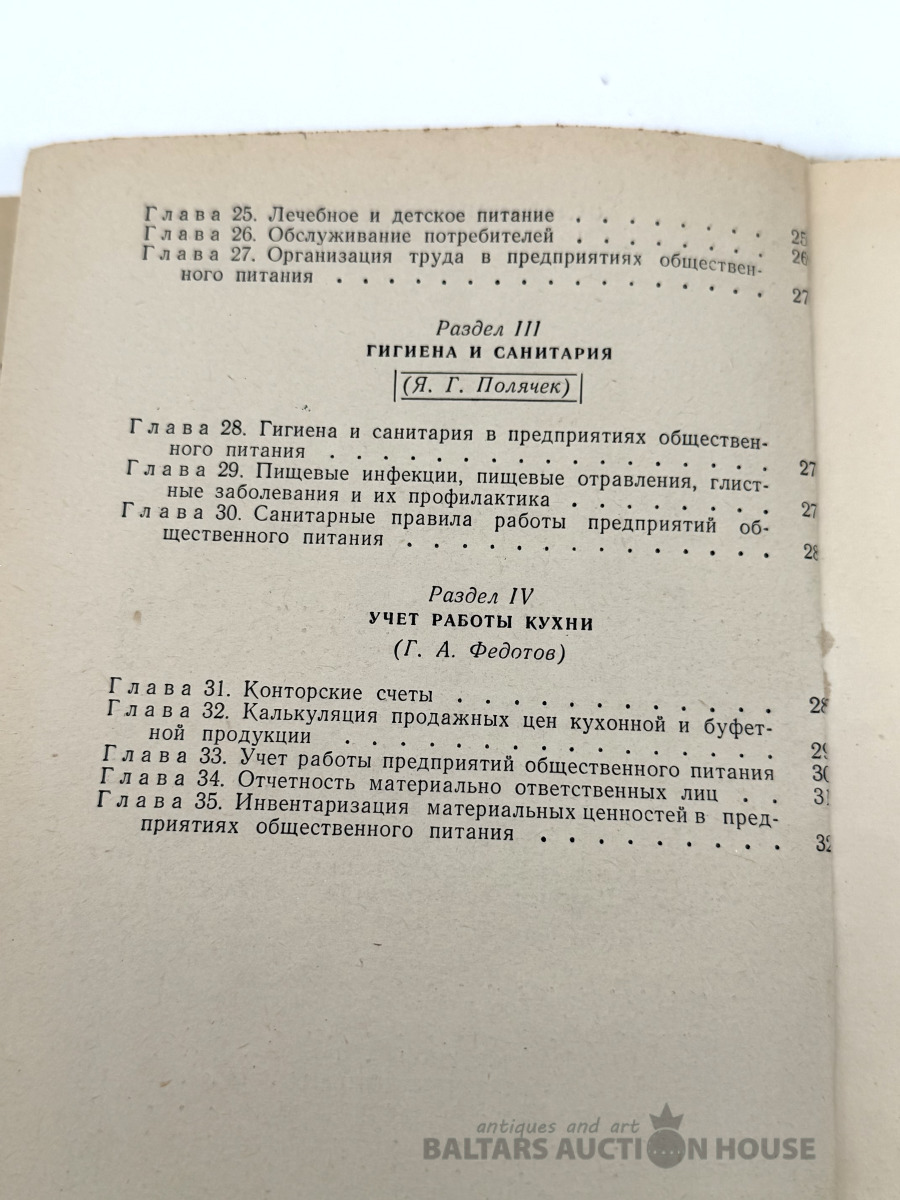 Глава 25. Лечебное и детское питание . . . . . . . 25
Глава 26. Обслуживание потребителей . . . . . . . 26
Глава 27. Организация труда в предприятиях обществен-
ного питания . . . . . . . . . . . . . . . . . 27
Раздел III
ГИГИЕНА И САНИТАРИЯ
(Я. Г. Полячек)
Глава 28. Гигиена и санитария в предприятиях обществен-
ного питания . . . . . . . . . . . . . . . . . 27
Глава 29. Пищевые инфекции, пищевые отравления, глист-
ные заболевания и их профилактика . . . . . . . . 27
Глава 30. Санитарные правила работы предприятий об-
щественного питания . . . . . . . . . . . . . . 28
Раздел IV
УЧЕТ РАБОТЫ КУХНИ
(Г. А. Федотов)
Глава 31. Конторские счеты . . . . . . . . . . . . 28
Глава 32. Калькуляция продажных цен кухонной и буфет-
ной продукции . . . . . . . . . . . . . . . . 29
Глава 33. Учет работы предприятий общественного питания 30
Глава 34. Отчетность материально ответственных лиц . . 31
Глава 35. Инвентаризация материальных ценностей в пред-
приятиях общественного питания . . . . . . . . . 32
antiques and art
BALTARS AUCTION HOUSE